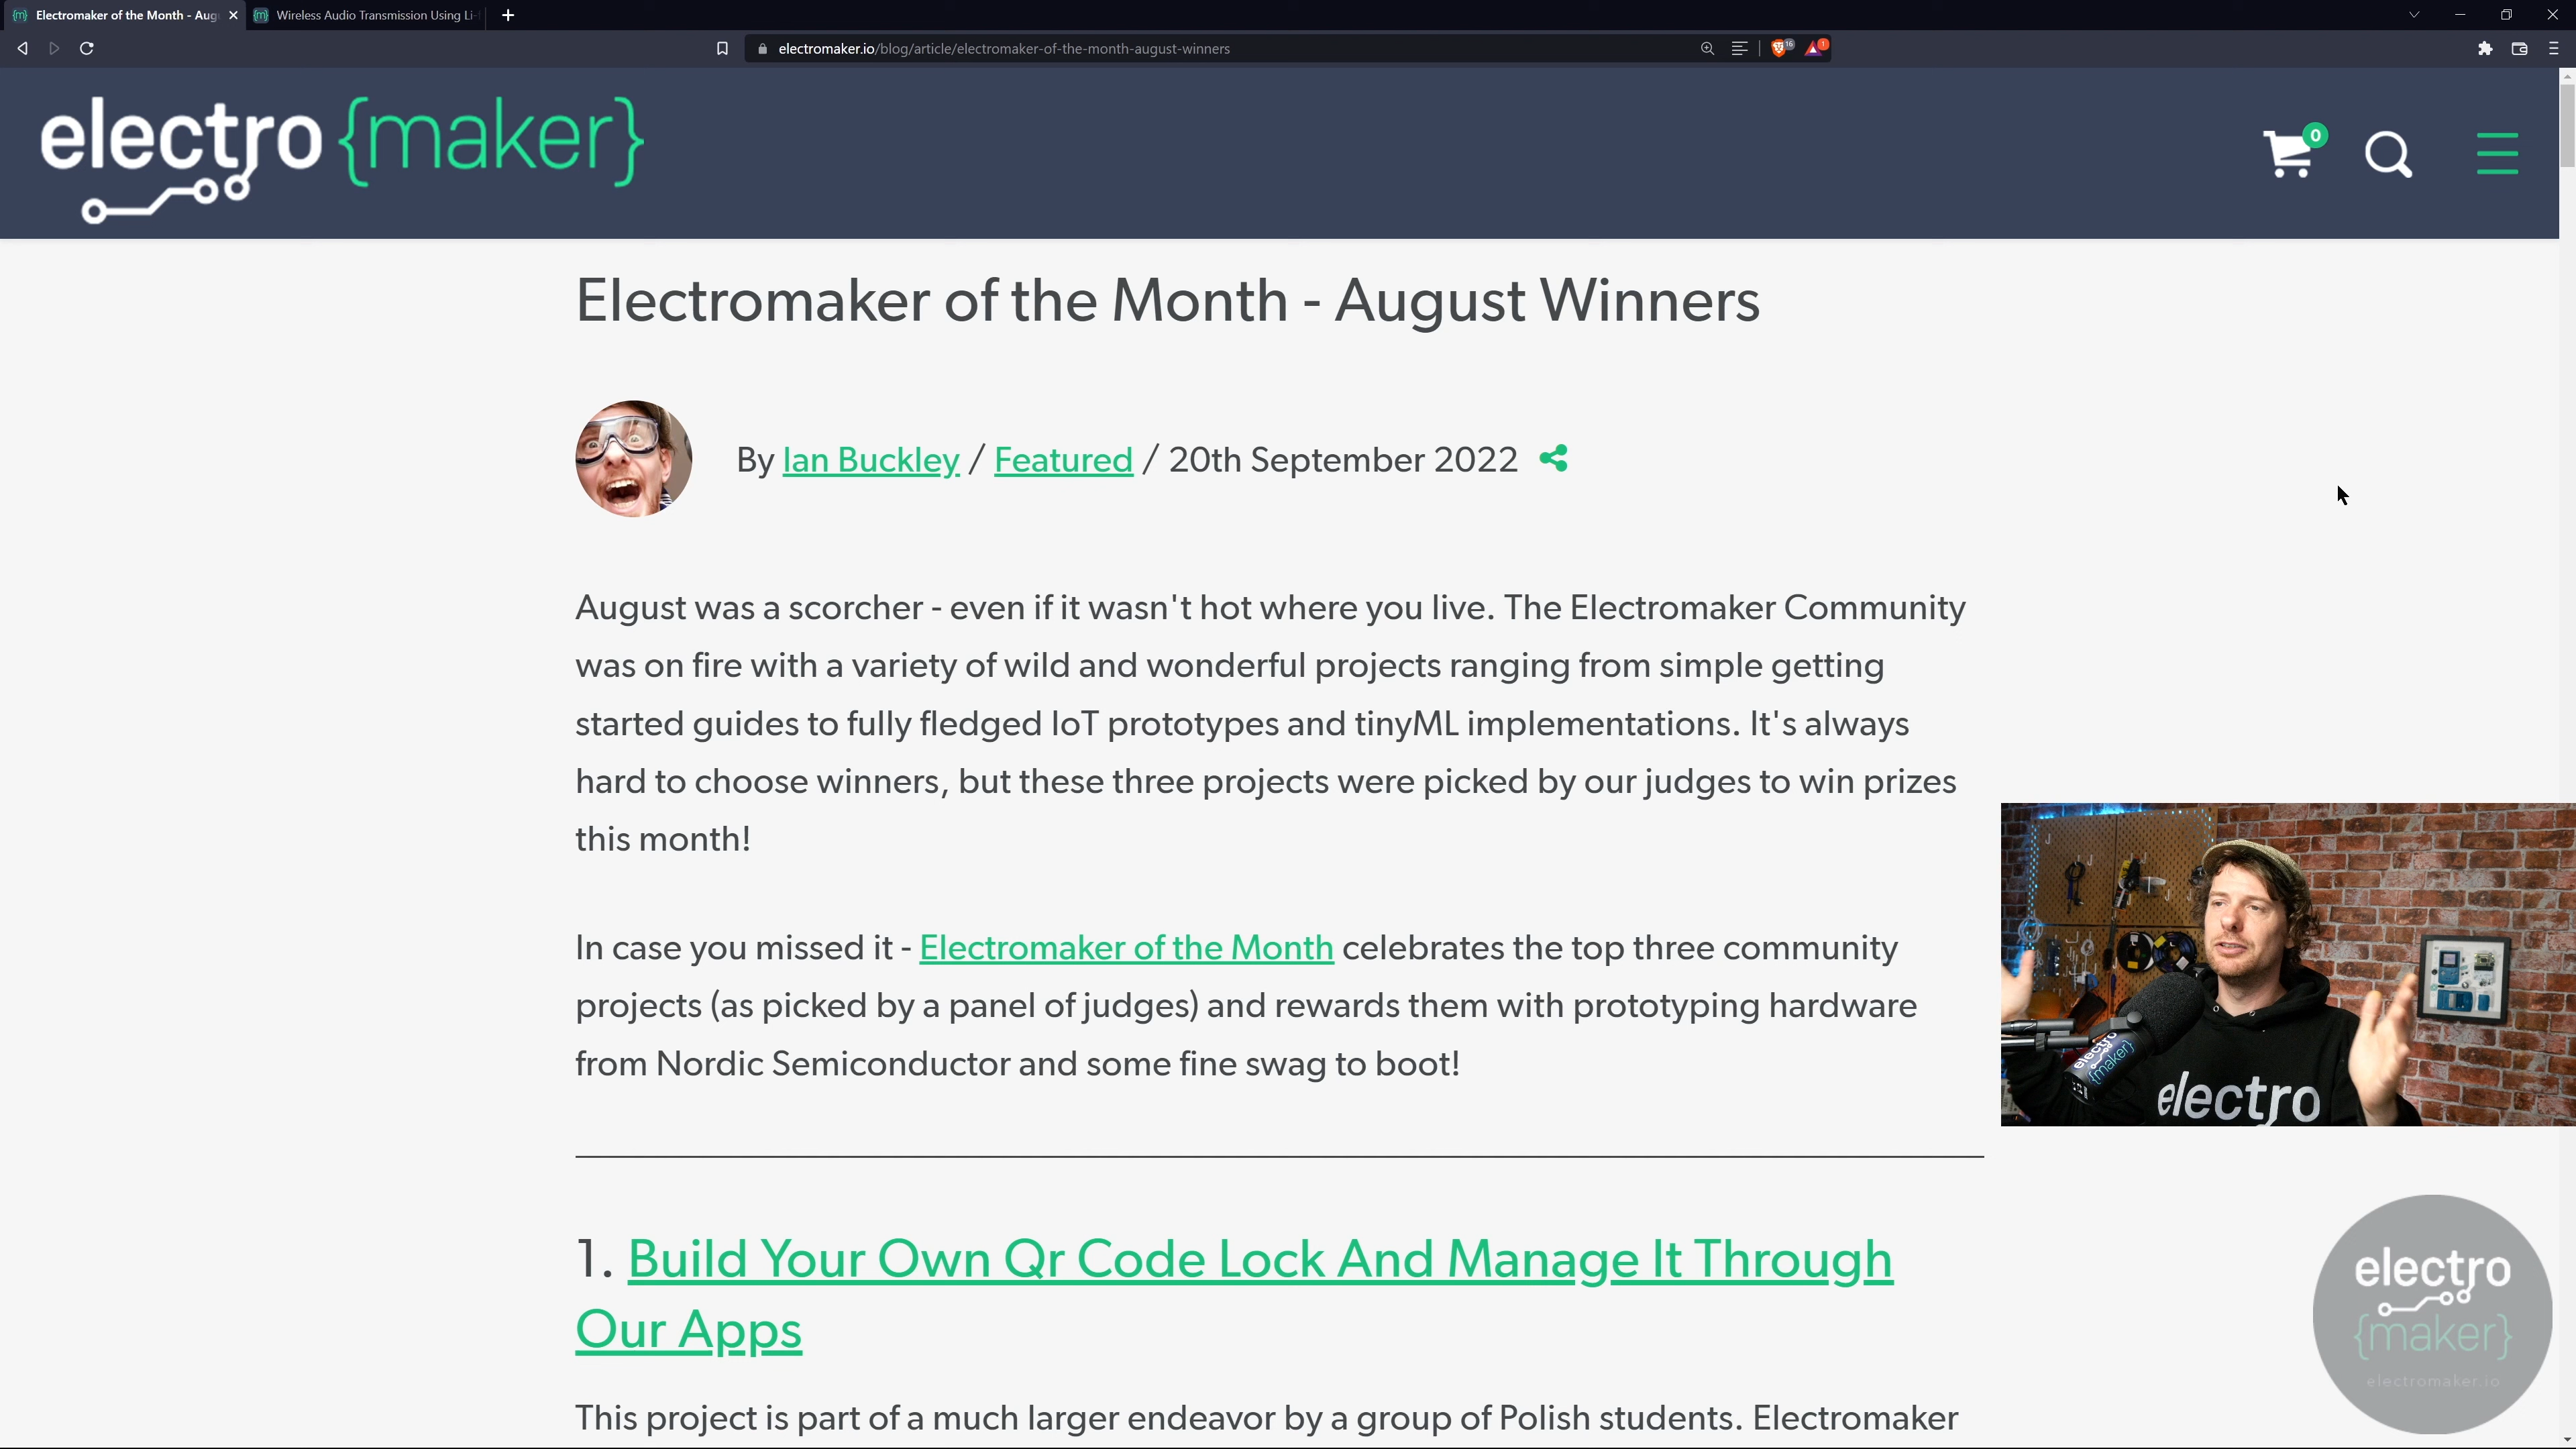 Electromaker of the Month - Aug
Wireless Audio Transmission Using Li-
electromaker.io/blog/article/electromaker-of-the-month-august-winners
16
1
electro {maker}
0
Electromaker of the Month - August Winners
By Ian Buckley / Featured / 20th September 2022
August was a scorcher - even if it wasn't hot where you live. The Electromaker Community
was on fire with a variety of wild and wonderful projects ranging from simple getting
started guides to fully fledged IoT prototypes and tinyML implementations. It's always
hard to choose winners, but these three projects were picked by our judges to win prizes
this month!
In case you missed it - Electromaker of the Month celebrates the top three community
projects (as picked by a panel of judges) and rewards them with prototyping hardware
from Nordic Semiconductor and some fine swag to boot!
electro
{maker}
electro
1. Build Your Own Qr Code Lock And Manage It Through
Our Apps
This project is part of a much larger endeavor by a group of Polish students. Electromaker
electro
{maker}
electromaker.io